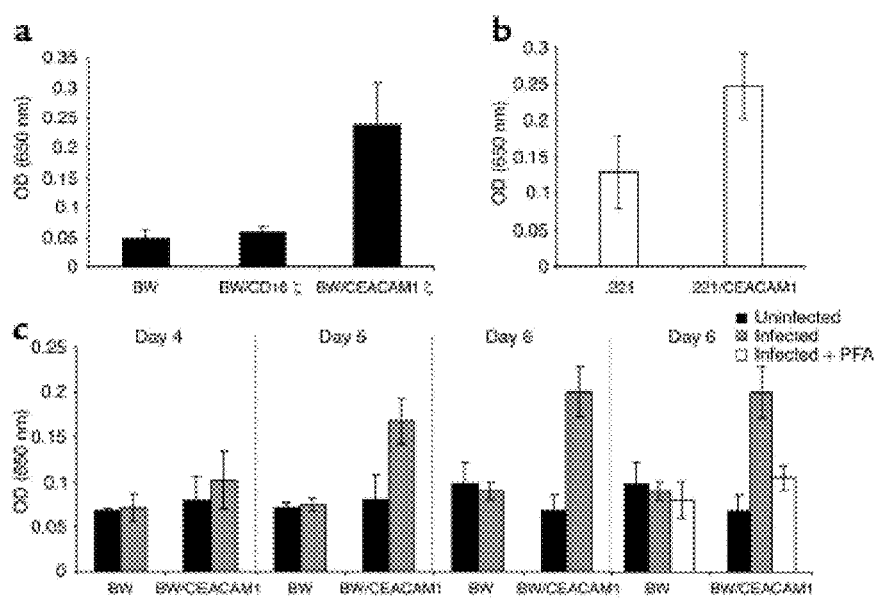 a
OD (650 nm)
0.35
0.3
0.25
0.2
0.15
0.1
0.05
0
BW
BW/CD16 ζ
BW/CEACAM1 ζ
b
OD (650 nm)
0.3
0.25
0.2
0.15
0.1
0.05
0
.221
.221/CEACAM1
Uninfected
Infected
Infected + PFA
c
Day 4
Day 5
Day 6
Day 6
OD (650 nm)
0.25
0.2
0.15
0.1
0.05
0
BW
BW/CEACAM1
BW
BW/CEACAM1
BW
BW/CEACAM1
BW
BW/CEACAM1